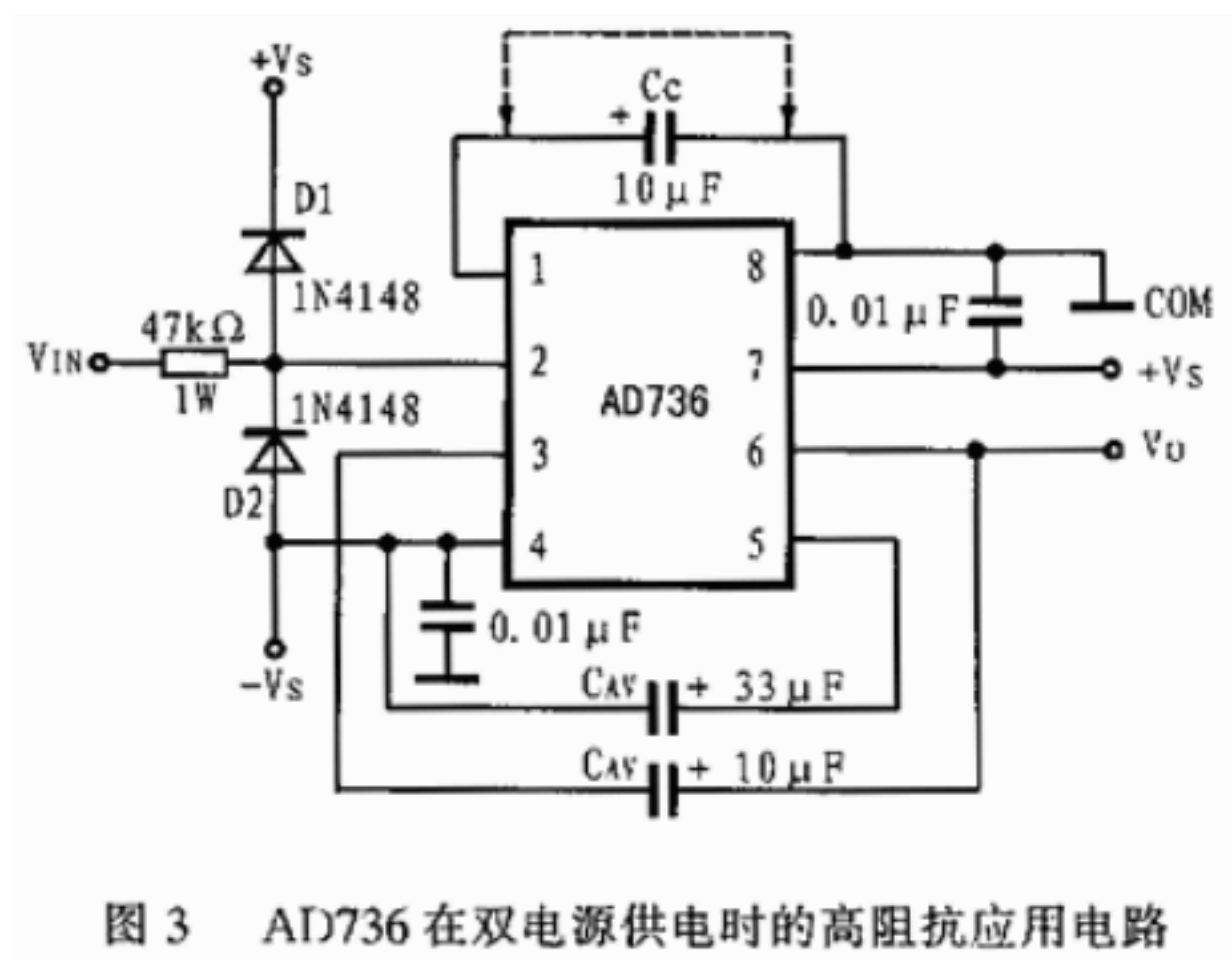 +VS
Cc
+
10μF
D1
1N4148
47kΩ
VIN
1W
1N4148
D2
-VS
1
2
3
4
8
7
6
5
AD736
0.01μF
COM
+VS
VO
0.01μF
CAV + 33μF
CAV + 10μF
图3 AD736在双电源供电时的高阻抗应用电路